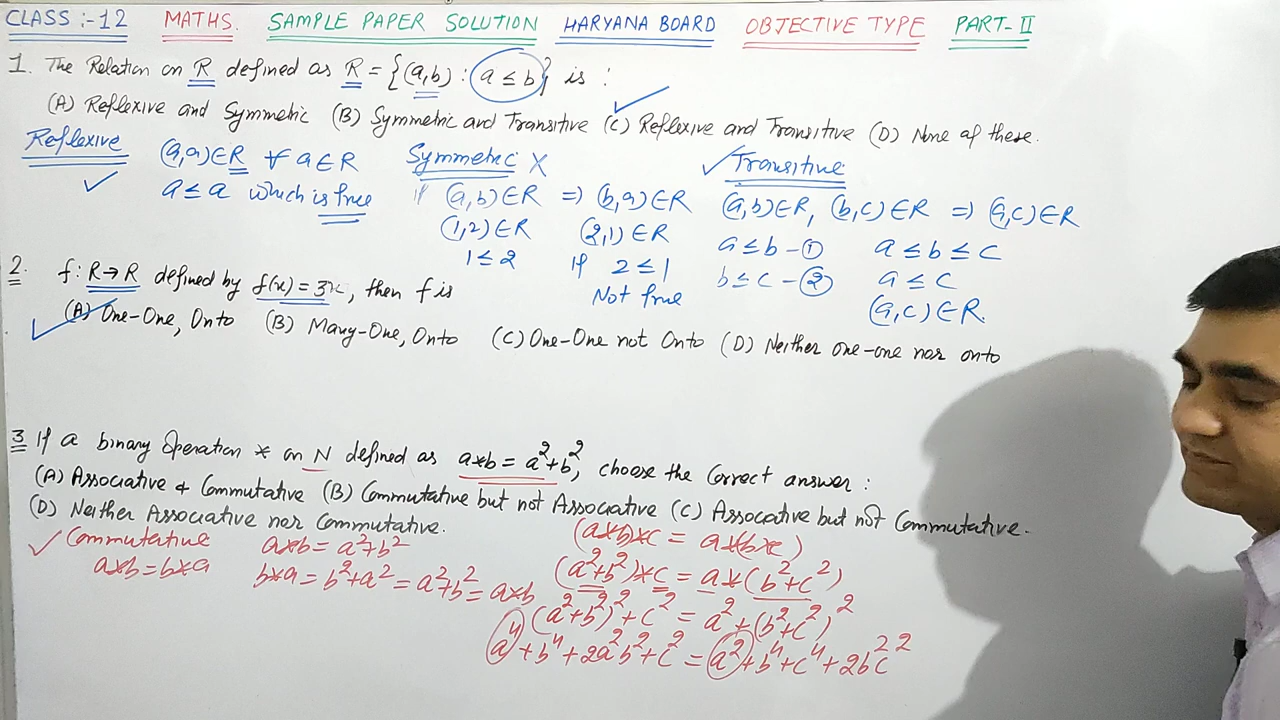 CLASS :- 12 MATHS. SAMPLE PAPER SOLUTION HARYANA BOARD OBJECTIVE TYPE PART-II
1. The Relation on R defined as R = {(a,b) : a ≤ b} is :
(A) Reflexive and Symmetric (B) Symmetric and Transitive (C) Reflexive and Transitive (D) None of these.
Reflexive (a,a) ∈ R ∀ a ∈ R Symmetric X ✓ Transitive
✓ a ≤ a which is true if (a,b) ∈ R => (b,a) ∈ R (a,b) ∈ R, (b,c) ∈ R => (a,c) ∈ R
(1,2) ∈ R (2,1) ∈ R a ≤ b - ① a ≤ b ≤ c
1 ≤ 2 if 2 ≤ 1 b ≤ c - ② a ≤ c
Not true (a,c) ∈ R.
2. f : R → R defined by f(x) = 3x, then f is
(A) One-One, Onto (B) Many-One, Onto (C) One-One not Onto (D) Neither one-one nor onto
3 If a binary operation * on N defined as a*b = a²+b², choose the correct answer :
(A) Associative & Commutative (B) Commutative but not Associative (C) Assocative but not Commutative.
(D) Neither Associative nor Commutative.
✓ Commutative a*b = a²+b² (a*b)*c = a*(b*c)
a*b = b*a b*a = b²+a² = a²+b² = a*b (a²+b²)*c = a*(b²+c²)
(a²+b²)²+c² = a²+(b²+c²)²
a⁴+b⁴+2a²b²+c² = a²+b⁴+c⁴+2b²c²